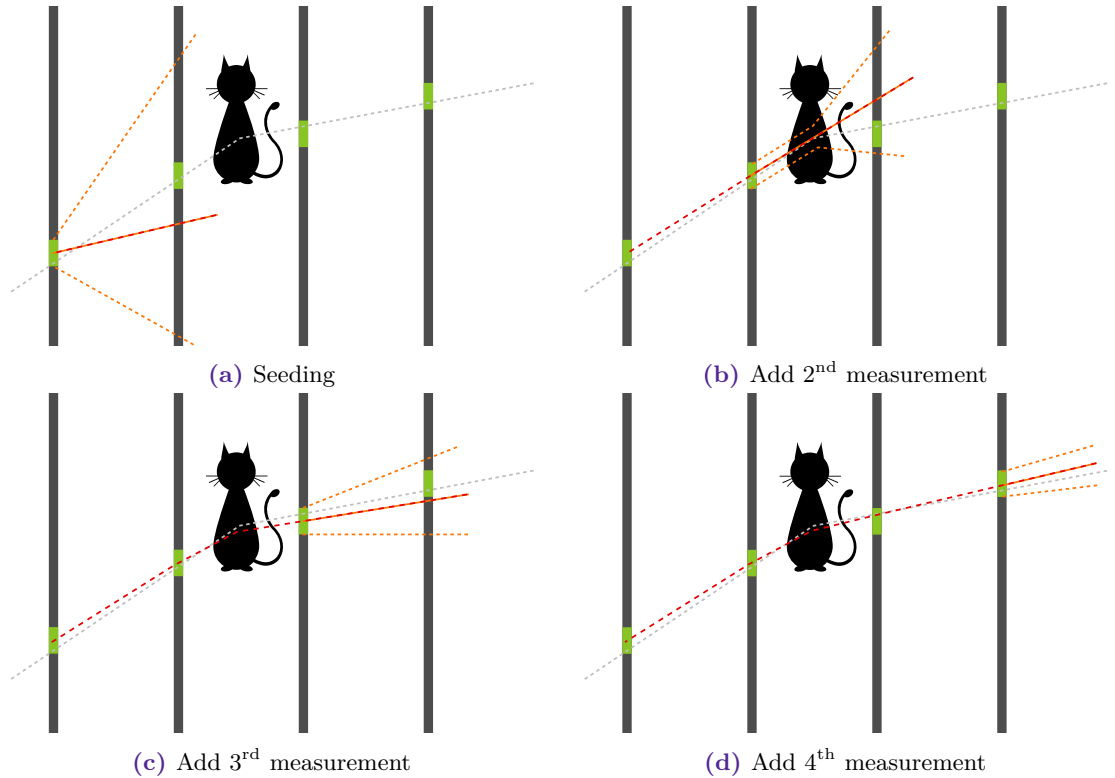 (a) Seeding
(b) Add 2nd measurement
(c) Add 3rd measurement
(d) Add 4th measurement